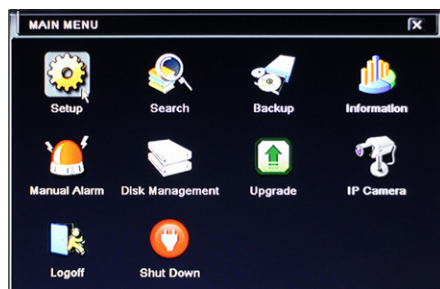 MAIN MENU
Setup
Search
Backup
Information
Manual Alarm
Disk Management
Upgrade
IP Camera
Logoff
Shut Down